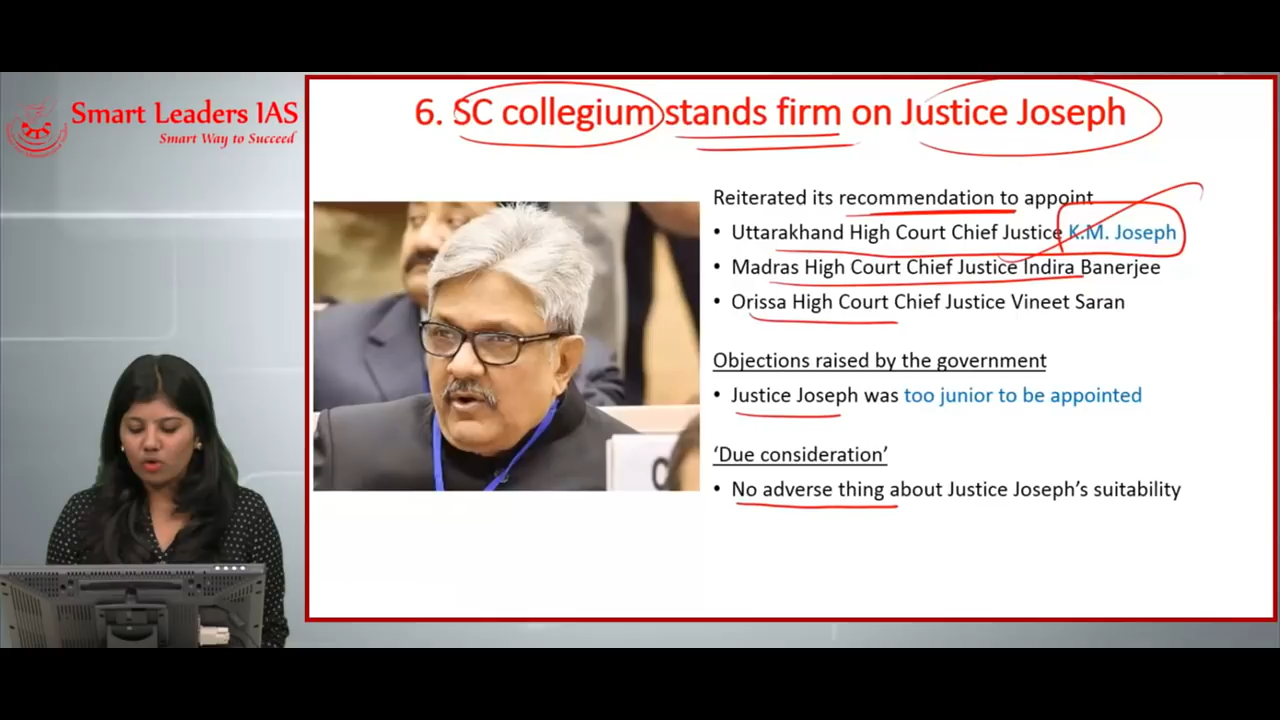 Smart Leaders IAS
Smart Way to Succeed
6. SC collegium stands firm on Justice Joseph
Reiterated its recommendation to appoint
• Uttarakhand High Court Chief Justice K.M. Joseph
• Madras High Court Chief Justice Indira Banerjee
• Orissa High Court Chief Justice Vineet Saran
Objections raised by the government
• Justice Joseph was too junior to be appointed
‘Due consideration’
• No adverse thing about Justice Joseph’s suitability